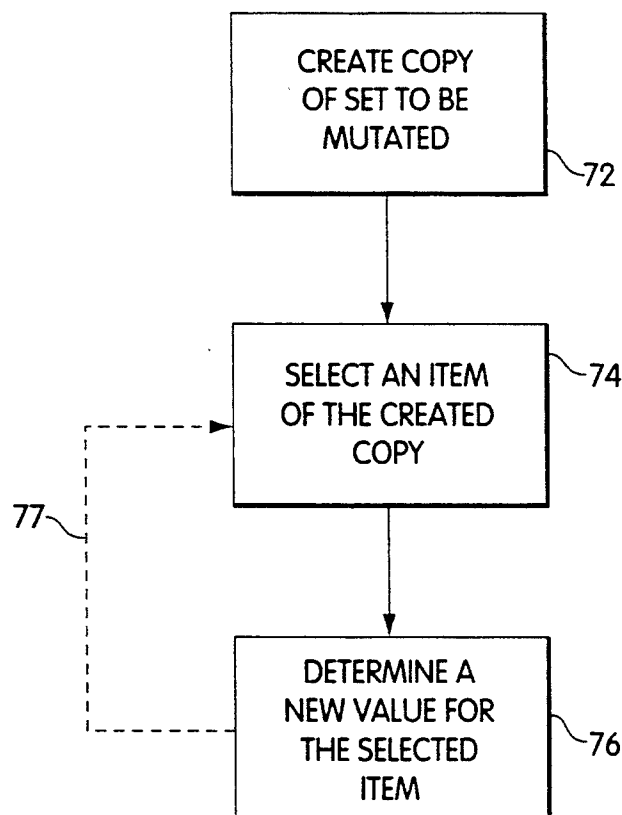 CREATE COPY
OF SET TO BE
MUTATED
72
SELECT AN ITEM
OF THE CREATED
COPY
74
77
DETERMINE A
NEW VALUE FOR
THE SELECTED
ITEM
76